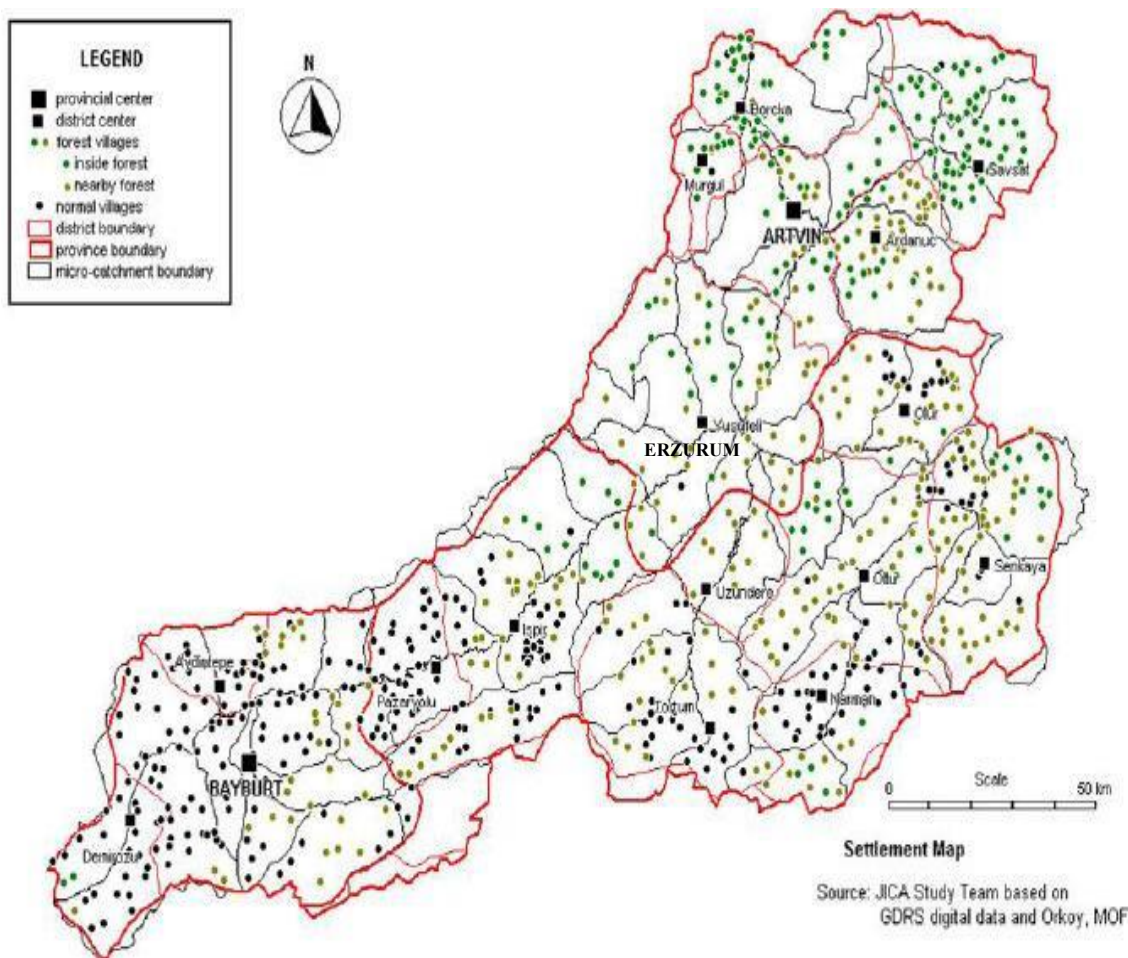 LEGEND
provincial center
district center
forest villages
inside forest
nearby forest
normal villages
district boundary
province boundary
micro-catchment boundary
N
Borcka
Savsat
Murgul
ARTVIN
Ardanuc
Olur
Yusufeli
ERZURUM
Senkaya
Oltu
Uzundere
Ispir
Aydintepe
Pazaryolu
Narman
Tortum
BAYBURT
Demirozu
Scale
0 50 km
Settlement Map
Source: JICA Study Team based on
GDRS digital data and Orkoy, MOF